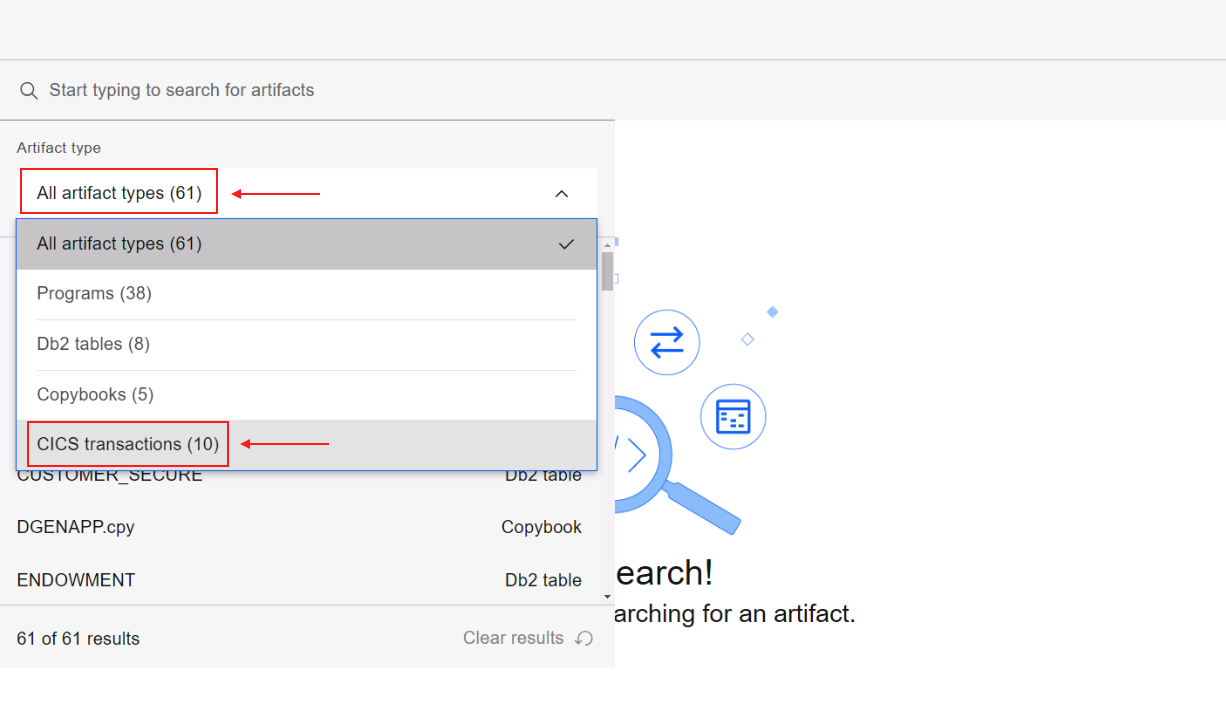 Start typing to search for artifacts
Artifact type
All artifact types (61)
All artifact types (61)
Programs (38)
Db2 tables (8)
Copybooks (5)
CICS transactions (10)
CUSTOMER_SECURE Db2 table
DGENAPP.cpy Copybook
ENDOWMENT Db2 table
61 of 61 results Clear results
earch!
arching for an artifact.